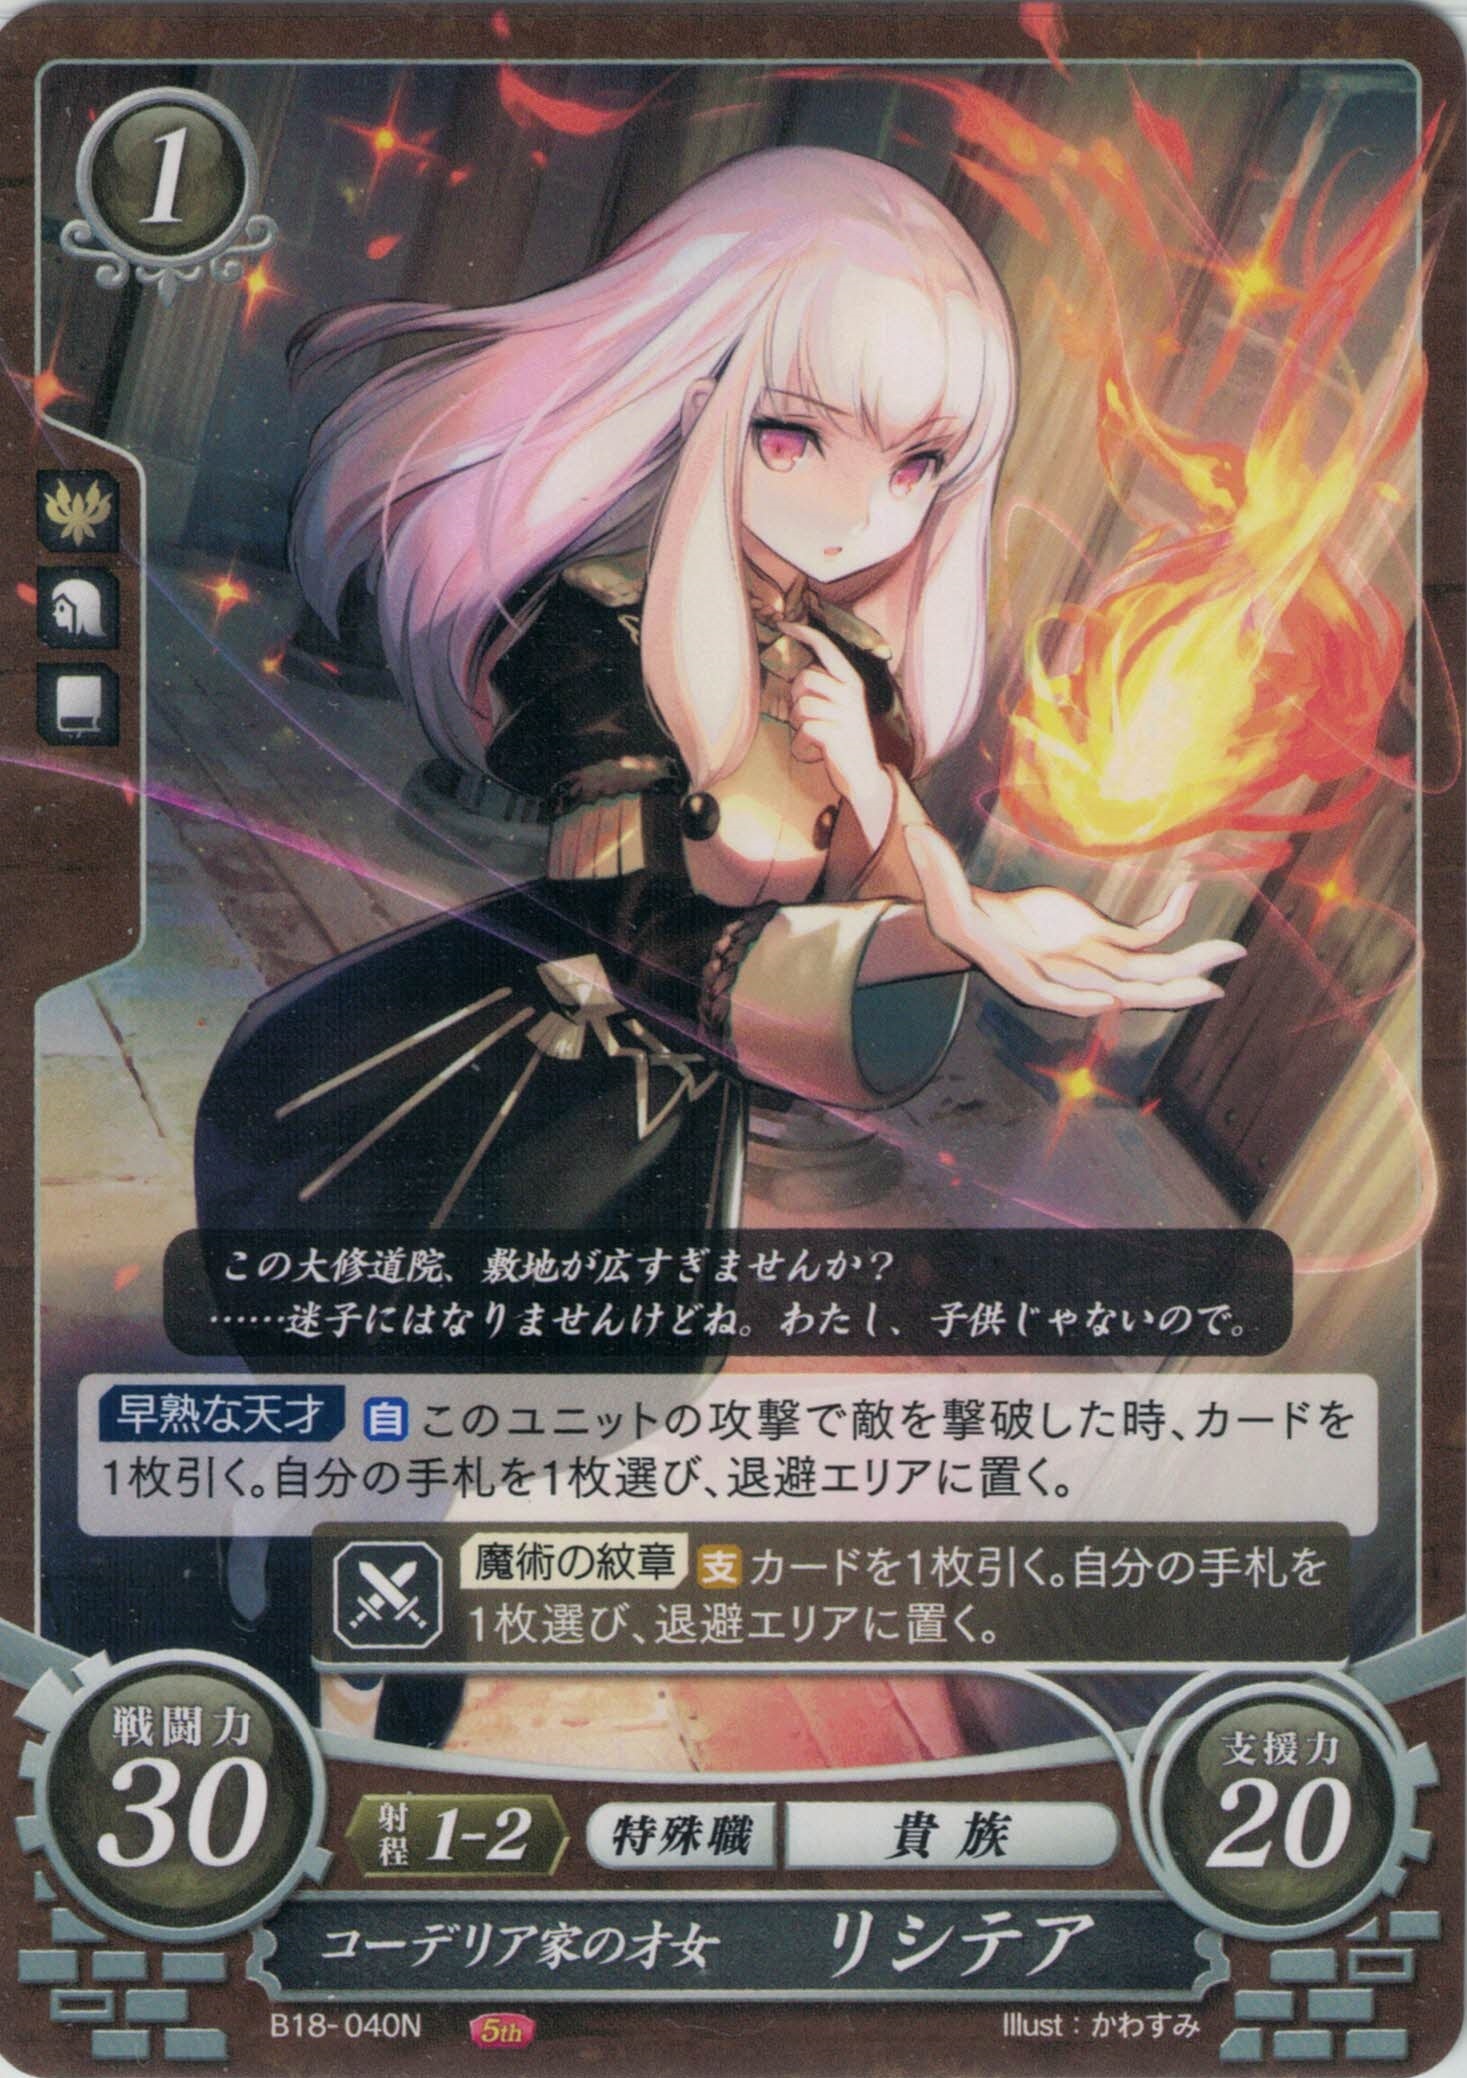 1
この大修道院、敷地が広すぎませんか？
……迷子にはなりませんけどね。わたし、子供じゃないので。
早熟な天才 自 このユニットの攻撃で敵を撃破した時、カードを
1枚引く。自分の手札を1枚選び、退避エリアに置く。
魔術の紋章 支 カードを1枚引く。自分の手札を
1枚選び、退避エリアに置く。
戦闘力
30
射程 1-2
特殊職
貴族
支援力
20
コーデリア家の才女 リシテア
B18-040N
5th
Illust：かわすみ